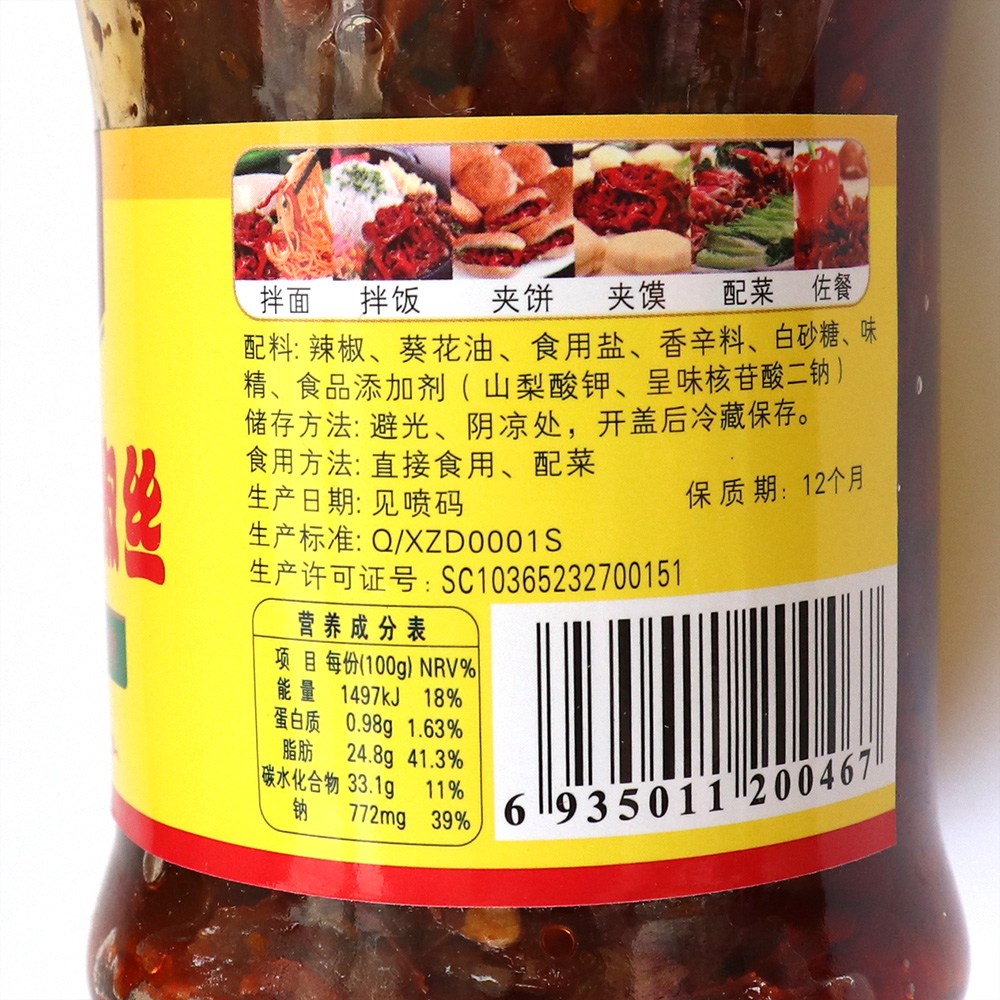 拌面 拌饭 夹饼 夹馍 配菜 佐餐
配料: 辣椒、葵花油、食用盐、香辛料、白砂糖、味
精、食品添加剂（山梨酸钾、呈味核苷酸二钠）
储存方法: 避光、阴凉处，开盖后冷藏保存。
食用方法: 直接食用、配菜
生产日期: 见喷码
保质期: 12个月
生产标准: Q/XZD0001S
生产许可证号: SC10365232700151
丝
营养成分表
项目 每份(100g) NRV%
能量 1497kJ 18%
蛋白质 0.98g 1.63%
脂肪 24.8g 41.3%
碳水化合物 33.1g 11%
钠 772mg 39%
6 935011 200467